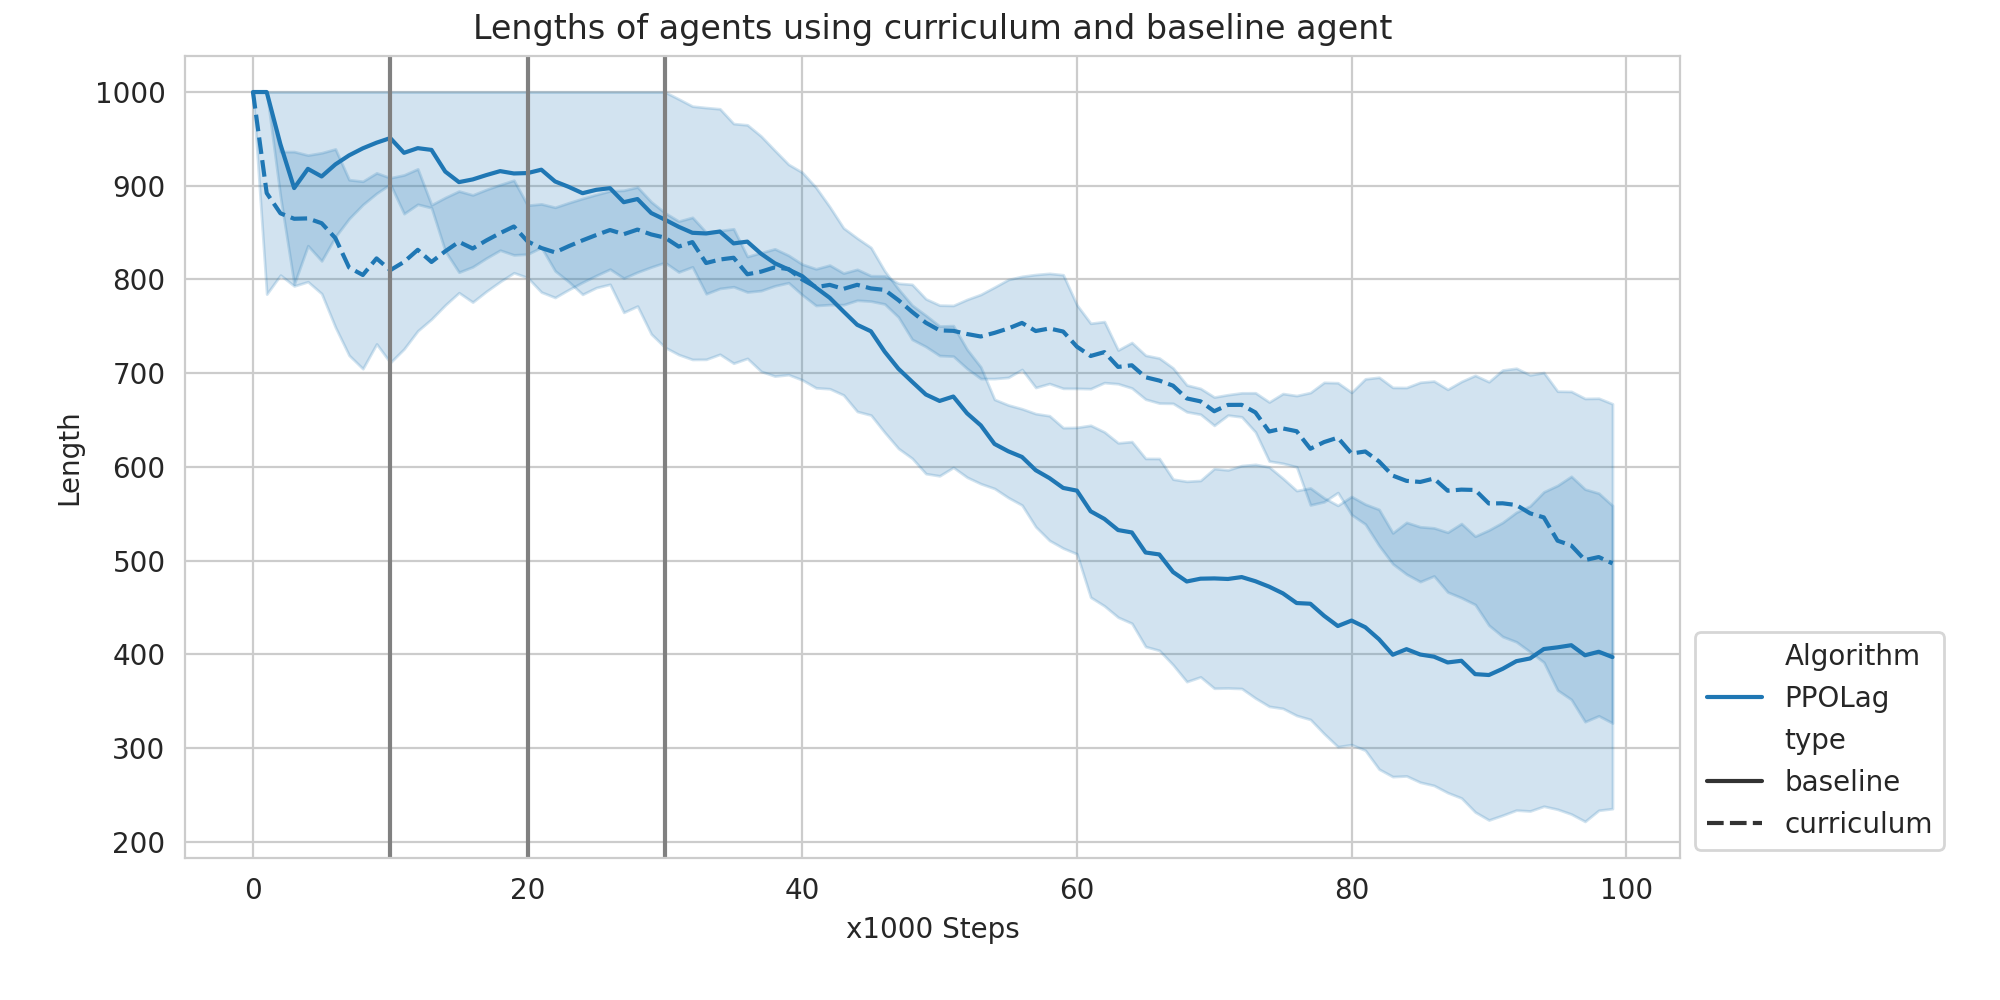 Lengths of agents using curriculum and baseline agent
1000
900
800
700
600
500
400
300
200
Length
0
20
40
60
80
100
x1000 Steps
Algorithm
PPOLag
type
baseline
curriculum